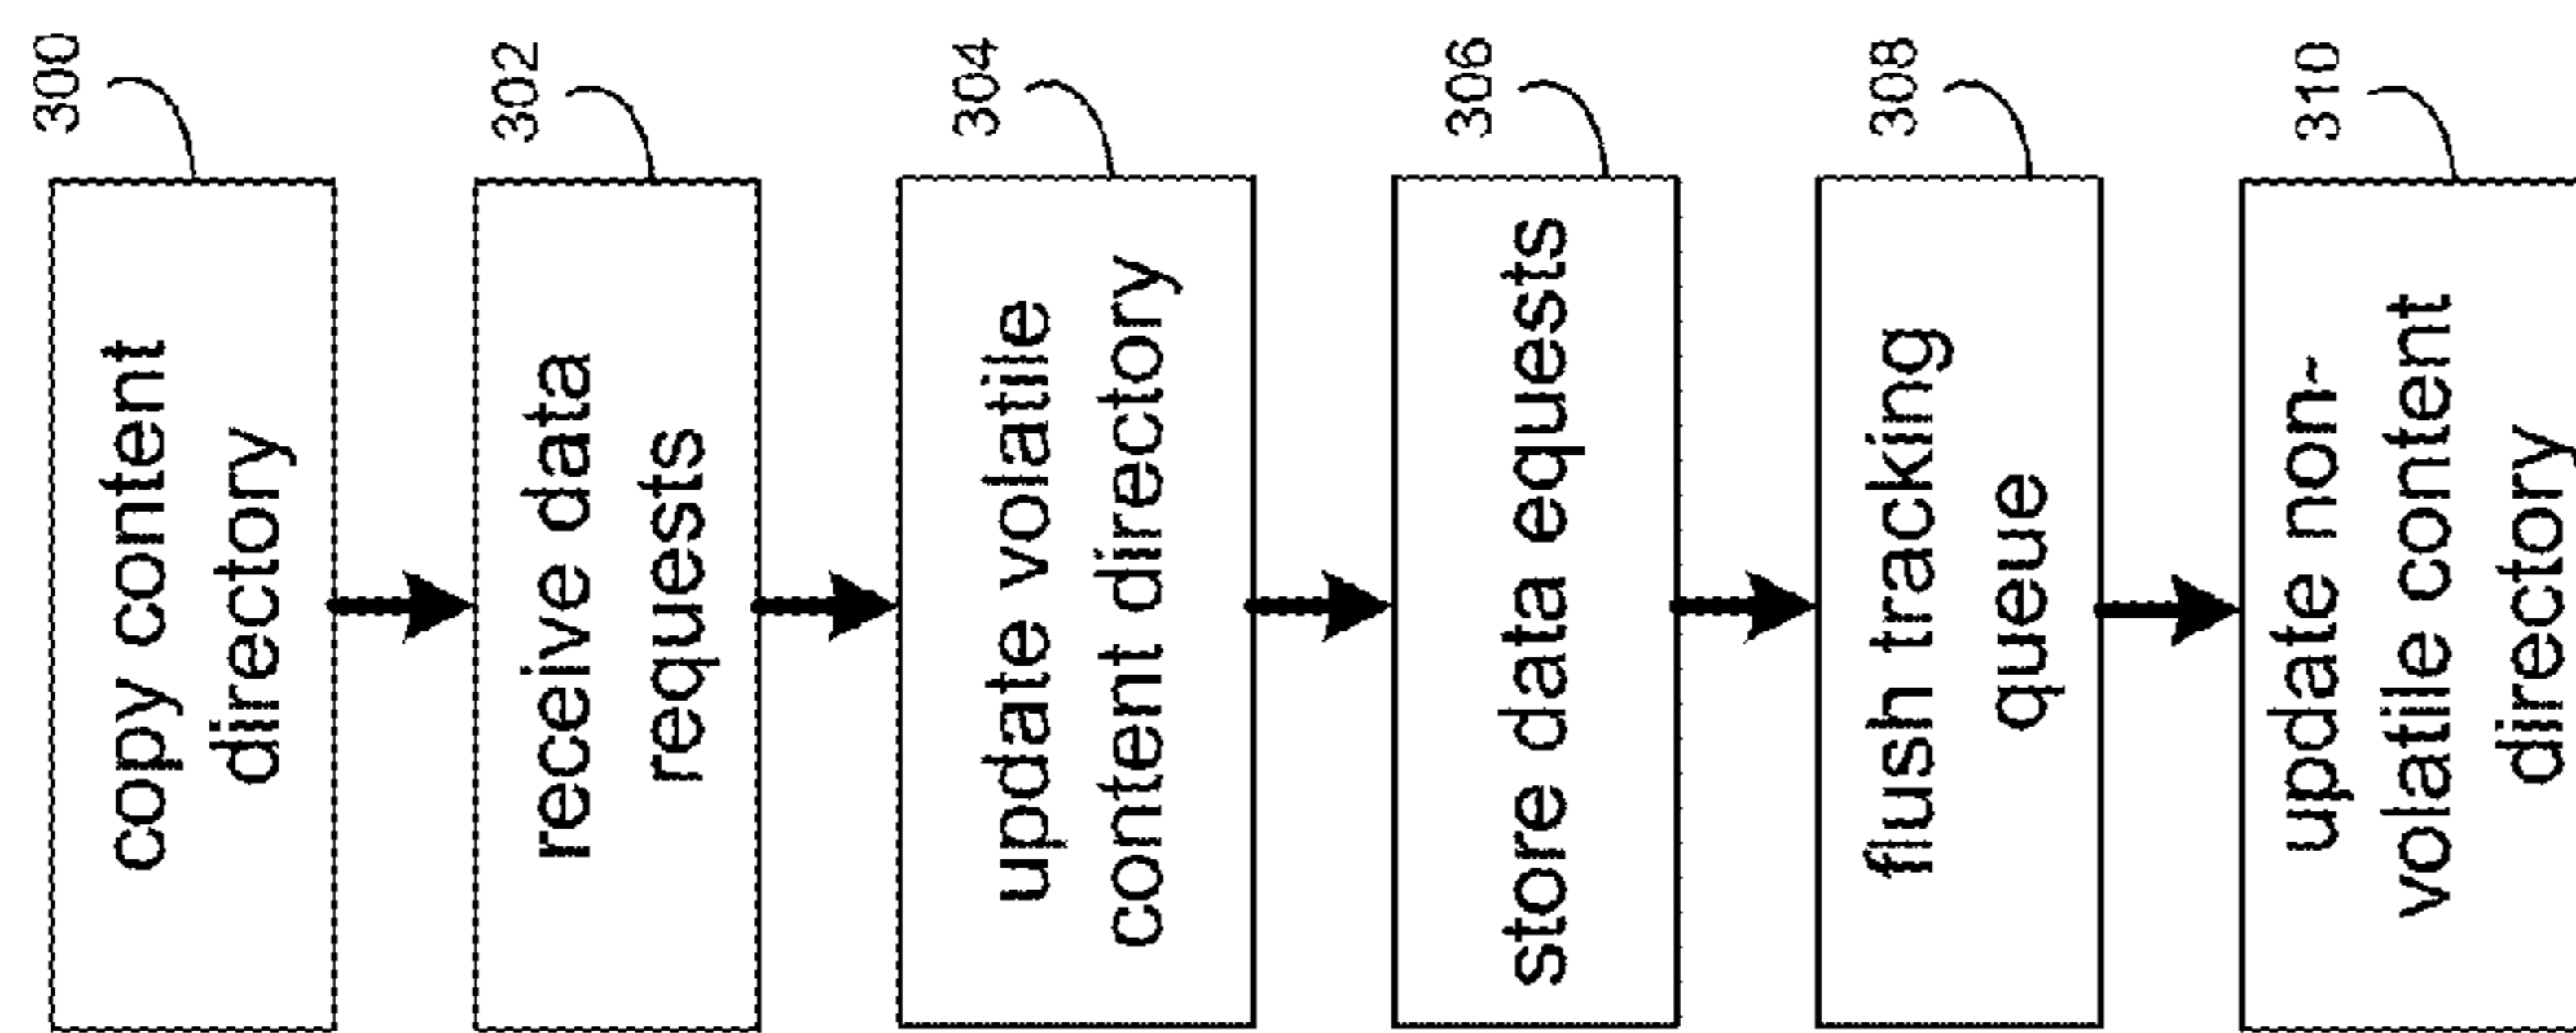 300
copy content
directory
302
receive data
requests
304
update volatile
content directory
306
store data equests
308
flush tracking
queue
310
update non-
volatile content
directory